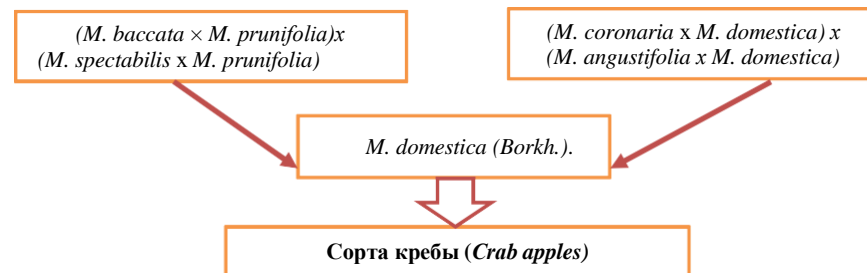 (M. baccata × M. prunifolia)x
(M. spectabilis x M. prunifolia)
(M. coronaria x M. domestica) x
(M. angustifolia x M. domestica)
M. domestica (Borkh.).
Сорта кребы (Crab apples)